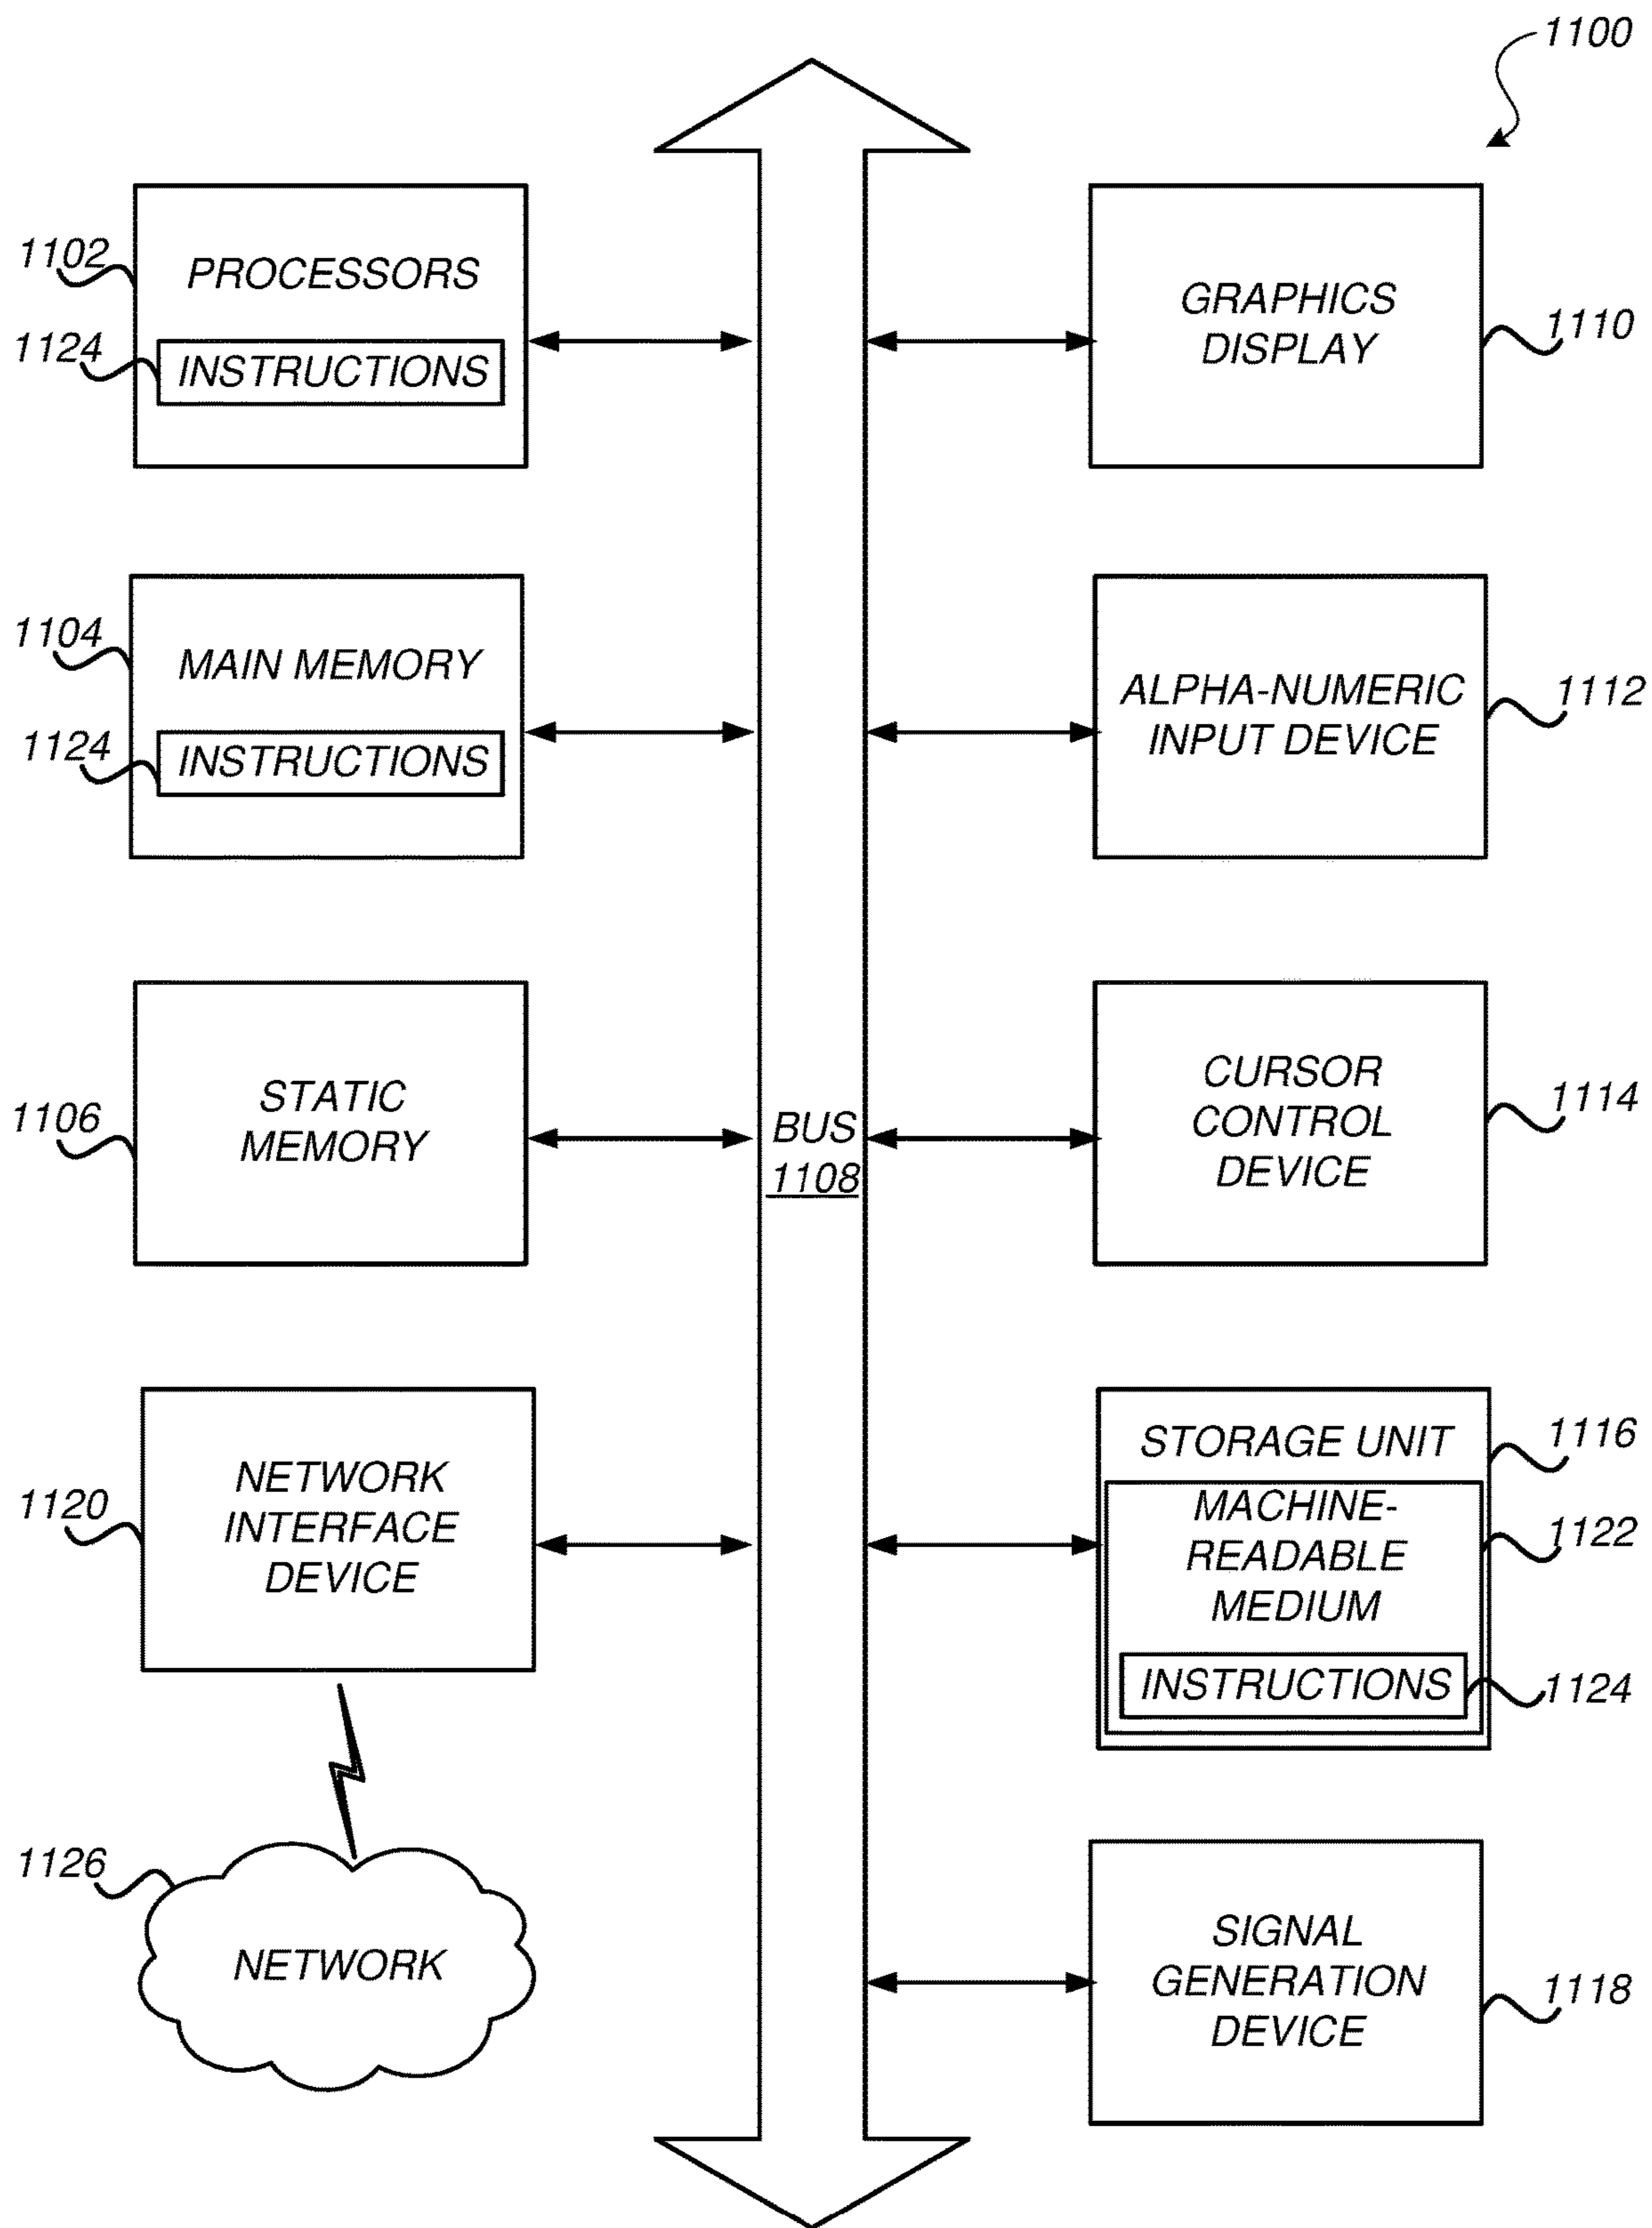 1100
1102
PROCESSORS
1124
INSTRUCTIONS
GRAPHICS
DISPLAY
1110
1104
MAIN MEMORY
1124
INSTRUCTIONS
ALPHA-NUMERIC
INPUT DEVICE
1112
1106
STATIC
MEMORY
BUS
1108
CURSOR
CONTROL
DEVICE
1114
1120
NETWORK
INTERFACE
DEVICE
STORAGE UNIT
1116
MACHINE-
READABLE
MEDIUM
1122
INSTRUCTIONS
1124
1126
NETWORK
SIGNAL
GENERATION
DEVICE
1118